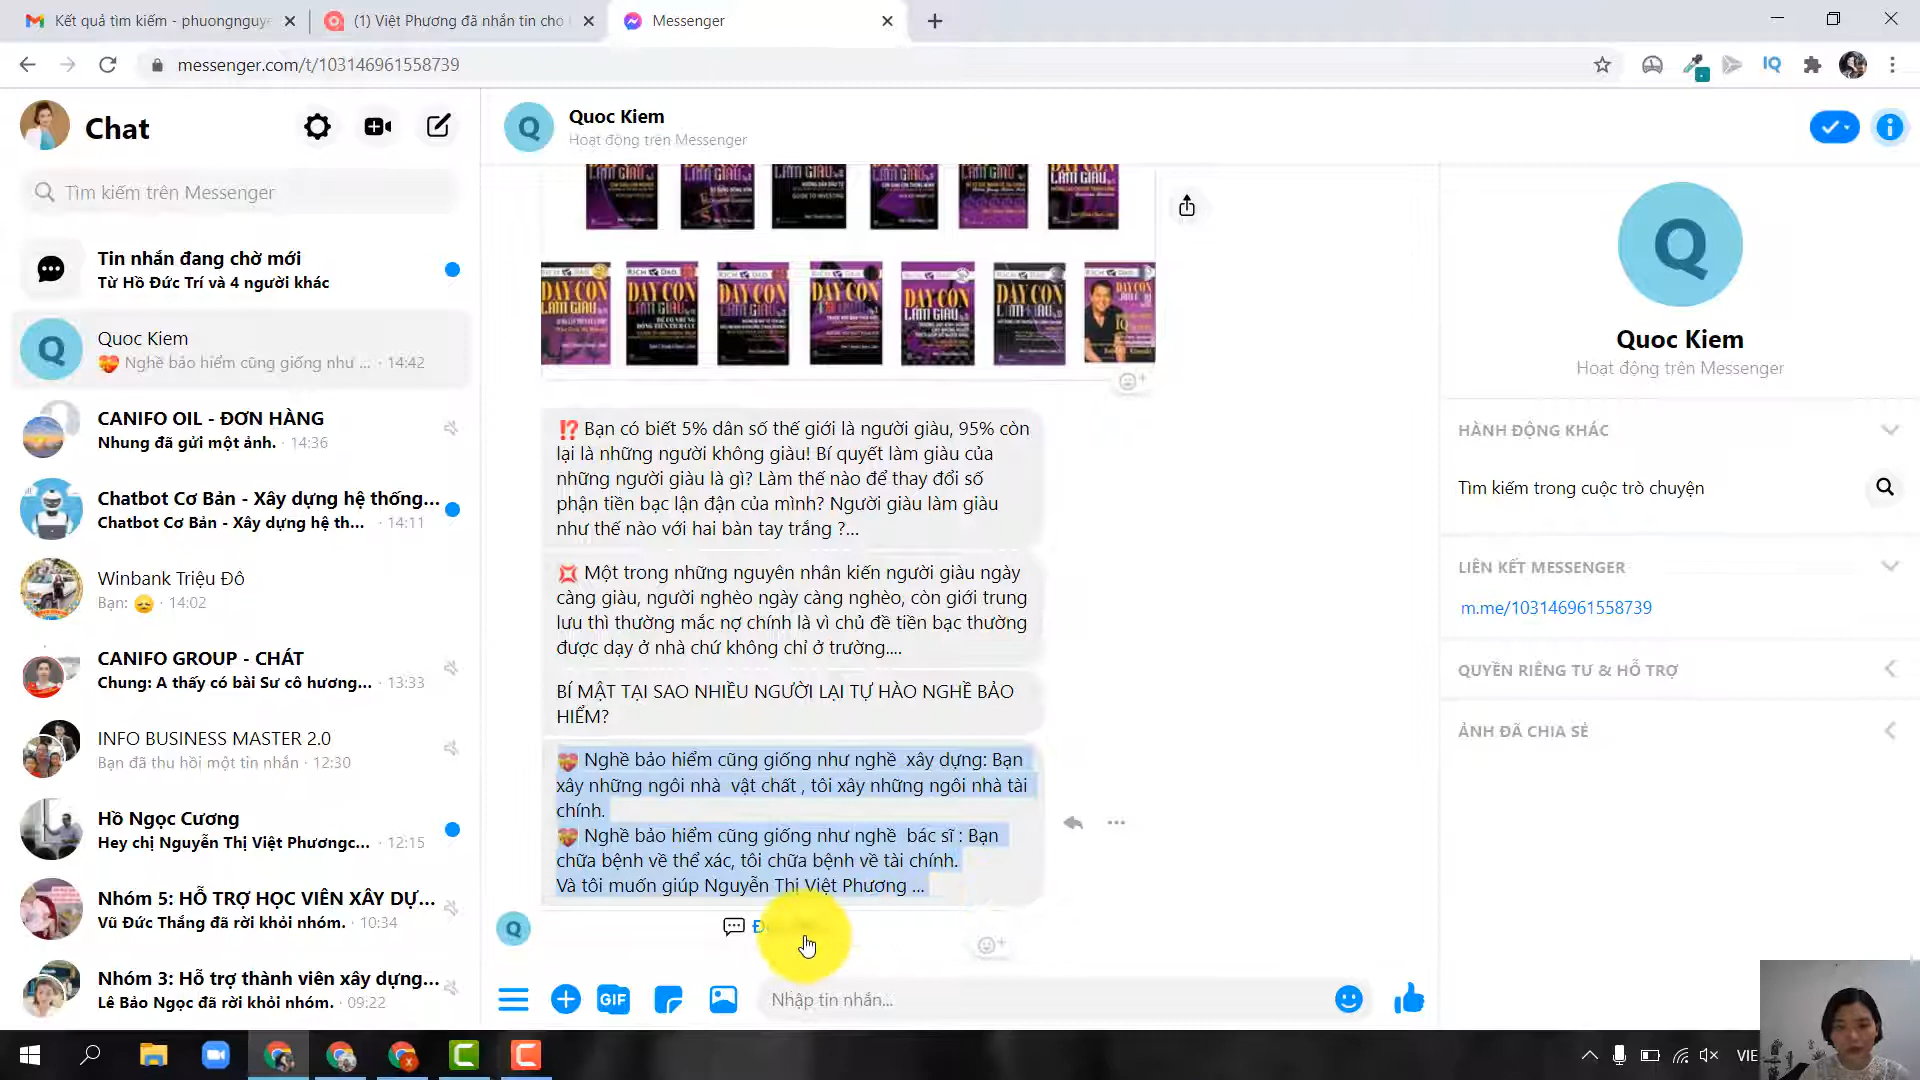 Kết quả tìm kiếm - phuongnguye
(1) Việt Phương đã nhắn tin cho
Messenger
messenger.com/t/103146961558739
IQ
Chat
Tìm kiếm trên Messenger
Tin nhắn đang chờ mới
Từ Hồ Đức Trí và 4 người khác
Q
Quoc Kiem
Nghề bảo hiểm cũng giống như ... · 14:42
CANIFO OIL - ĐƠN HÀNG
Nhung đã gửi một ảnh. · 14:36
Chatbot Cơ Bản - Xây dựng hệ thống...
Chatbot Cơ Bản - Xây dựng hệ th... · 14:11
Winbank Triệu Đô
Bạn: · 14:02
CANIFO GROUP - CHÁT
Chung: A thấy có bài Sư cô hương... · 13:33
INFO BUSINESS MASTER 2.0
Bạn đã thu hồi một tin nhắn · 12:30
Hồ Ngọc Cương
Hey chị Nguyễn Thị Việt Phươngc... · 12:15
Nhóm 5: HỖ TRỢ HỌC VIÊN XÂY DỰ...
Vũ Đức Thắng đã rời khỏi nhóm. · 10:34
Nhóm 3: Hỗ trợ thành viên xây dựng...
Lê Bảo Ngọc đã rời khỏi nhóm. · 09:22
Q
Quoc Kiem
Hoạt động trên Messenger
DẠY CON
LÀM GIÀU
⁉ Bạn có biết 5% dân số thế giới là người giàu, 95% còn
lại là những người không giàu! Bí quyết làm giàu của
những người giàu là gì? Làm thế nào để thay đổi số
phận tiền bạc lận đận của mình? Người giàu làm giàu
như thế nào với hai bàn tay trắng ?...
💢 Một trong những nguyên nhân kiến người giàu ngày
càng giàu, người nghèo ngày càng nghèo, còn giới trung
lưu thì thường mắc nợ chính là vì chủ đề tiền bạc thường
được dạy ở nhà chứ không chỉ ở trường....
BÍ MẬT TẠI SAO NHIỀU NGƯỜI LẠI TỰ HÀO NGHỀ BẢO
HIỂM?
💝 Nghề bảo hiểm cũng giống như nghề xây dựng: Bạn
xây những ngôi nhà vật chất , tôi xây những ngôi nhà tài
chính.
💝 Nghề bảo hiểm cũng giống như nghề bác sĩ : Bạn
chữa bệnh về thể xác, tôi chữa bệnh về tài chính.
Và tôi muốn giúp Nguyễn Thị Việt Phương ...
Q
GIF
Nhập tin nhắn...
Q
Quoc Kiem
Hoạt động trên Messenger
HÀNH ĐỘNG KHÁC
Tìm kiếm trong cuộc trò chuyện
LIÊN KẾT MESSENGER
m.me/103146961558739
QUYỀN RIÊNG TƯ & HỖ TRỢ
ẢNH ĐÃ CHIA SẺ
VIE